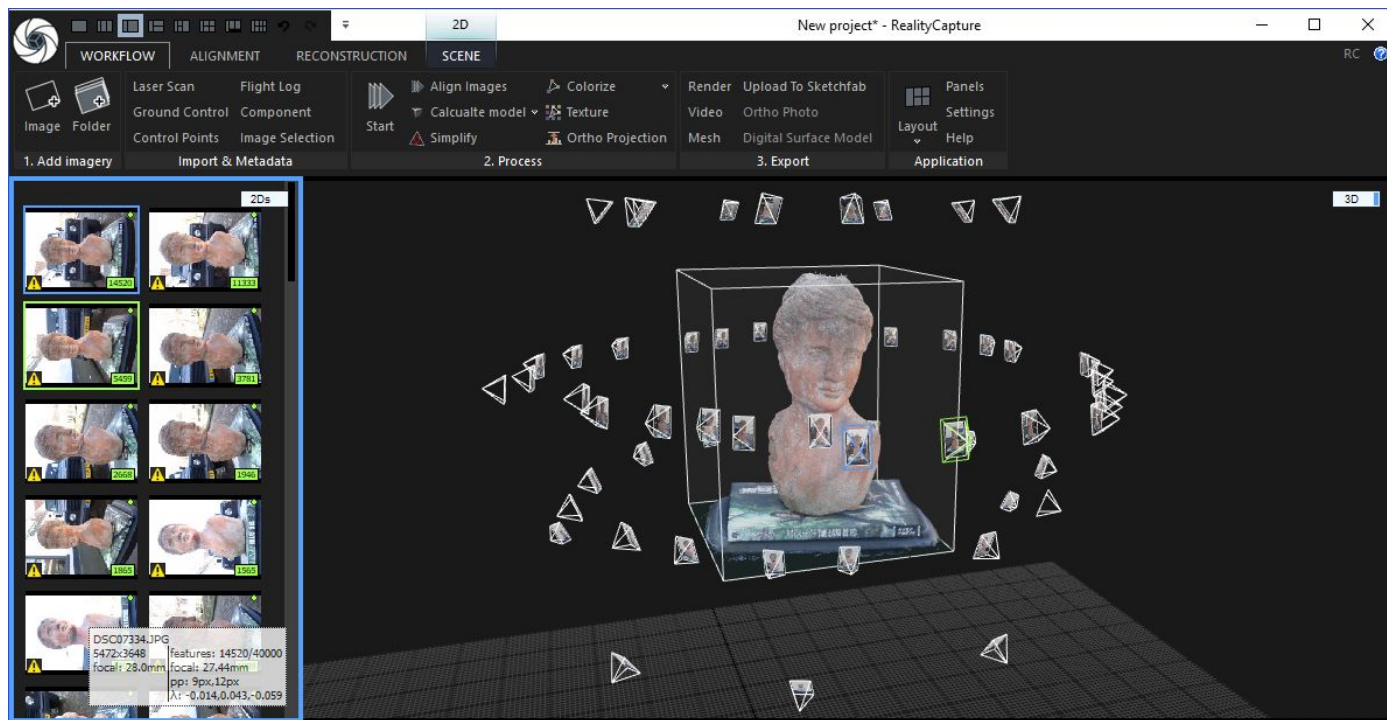 2D
New project* - RealityCapture
WORKFLOW ALIGNMENT RECONSTRUCTION SCENE RC
Image Folder
1. Add imagery
Laser Scan Flight Log
Ground Control Component
Control Points Image Selection
Import & Metadata
Start
Align Images Colorize
Calcualte model Texture
Simplify Ortho Projection
2. Process
Render Upload To Sketchfab
Video Ortho Photo
Mesh Digital Surface Model
3. Export
Layout
Panels
Settings
Help
Application
2Ds
3D
14520 11333
5459 3781
2668 1946
1865 1565
DSC07334.JPG
5472x3648 features: 14520/40000
focal: 28.0mm focal: 27.44mm
pp: 9px,12px
λ: -0.014,0.043,-0.059